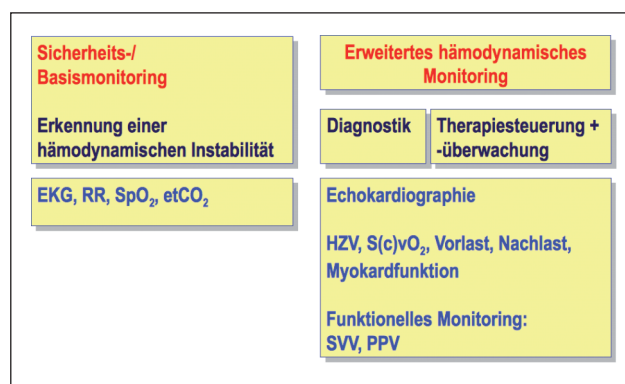 Sicherheits-/
Basismonitoring
Erkennung einer
hämodynamischen Instabilität
EKG, RR, SpO₂, etCO₂
Erweitertes hämodynamisches
Monitoring
Diagnostik
Therapiesteuerung +
-überwachung
Echokardiographie
HZV, S(c)vO₂, Vorlast, Nachlast,
Myokardfunktion
Funktionelles Monitoring:
SVV, PPV